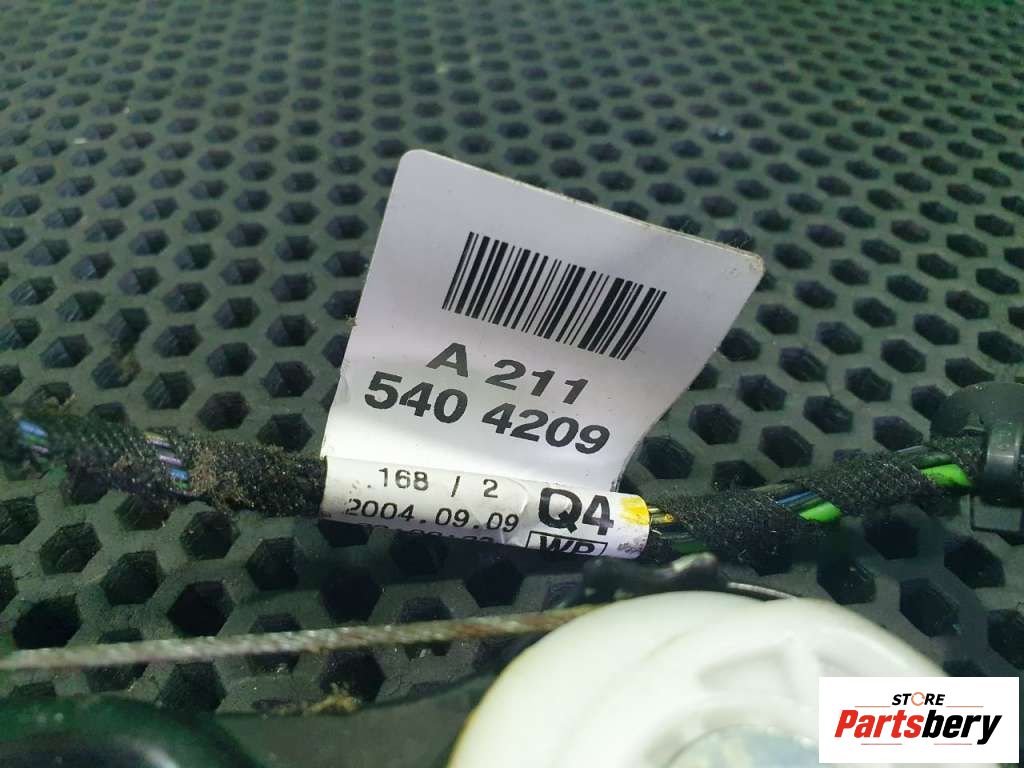 A 211
540 4209
.168 / 2
Q4
2004.09.09
WP
STORE
Partsbery